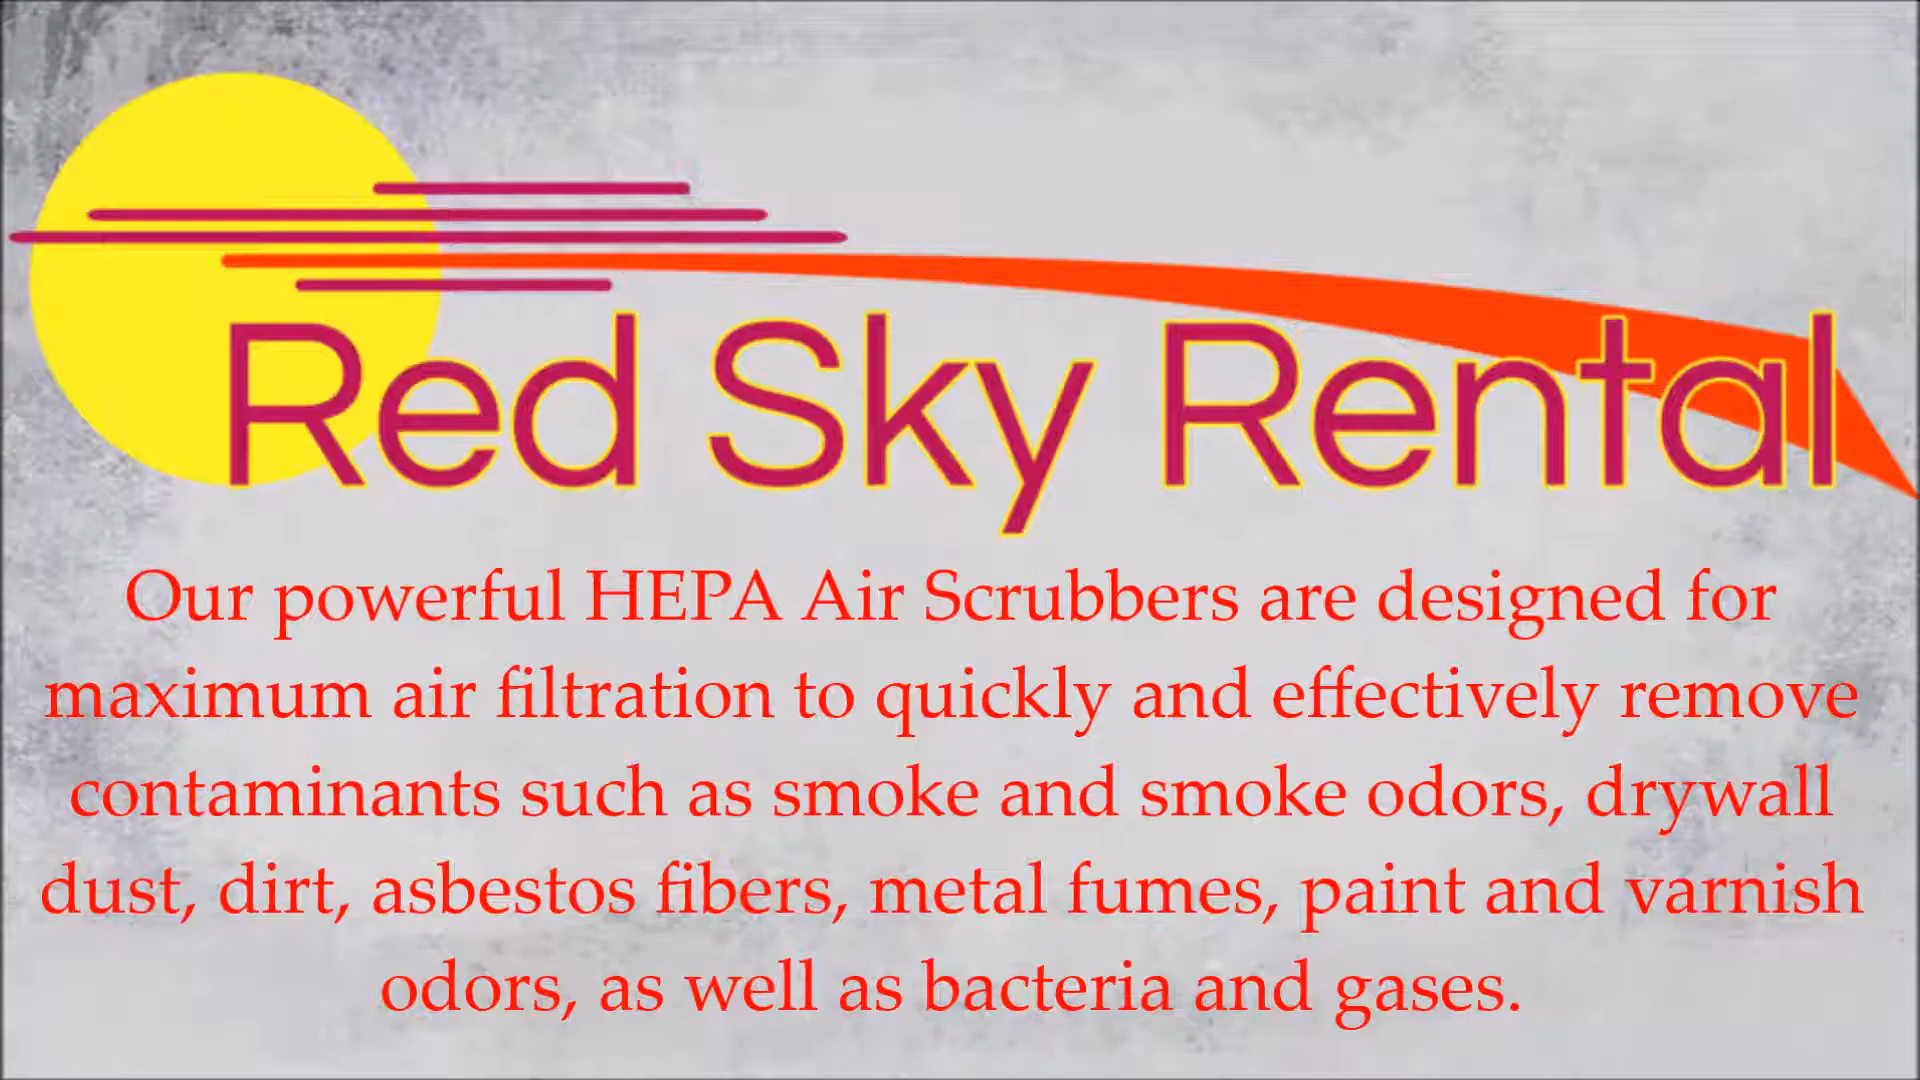 Red Sky Rental
Our powerful HEPA Air Scrubbers are designed for
maximum air filtration to quickly and effectively remove
contaminants such as smoke and smoke odors, drywall
dust, dirt, asbestos fibers, metal fumes, paint and varnish
odors, as well as bacteria and gases.